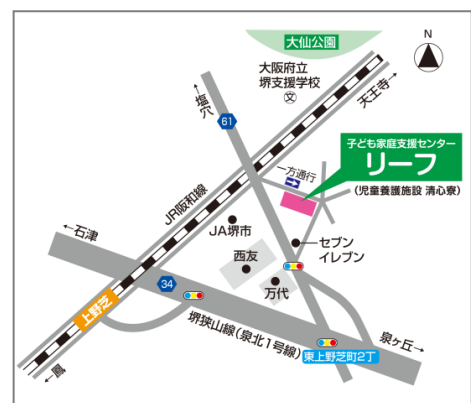 大仙公園
N
大阪府立
堺支援学校
文
天王寺→
←塩穴
61
子ども家庭支援センター
リーフ
一方通行
(児童養護施設 清心寮)
JR阪和線
JA堺市
←石津
セブン
イレブン
西友
34
万代
上野芝
堺狭山線(泉北1号線)
泉ヶ丘→
東上野芝町2丁
←鳳